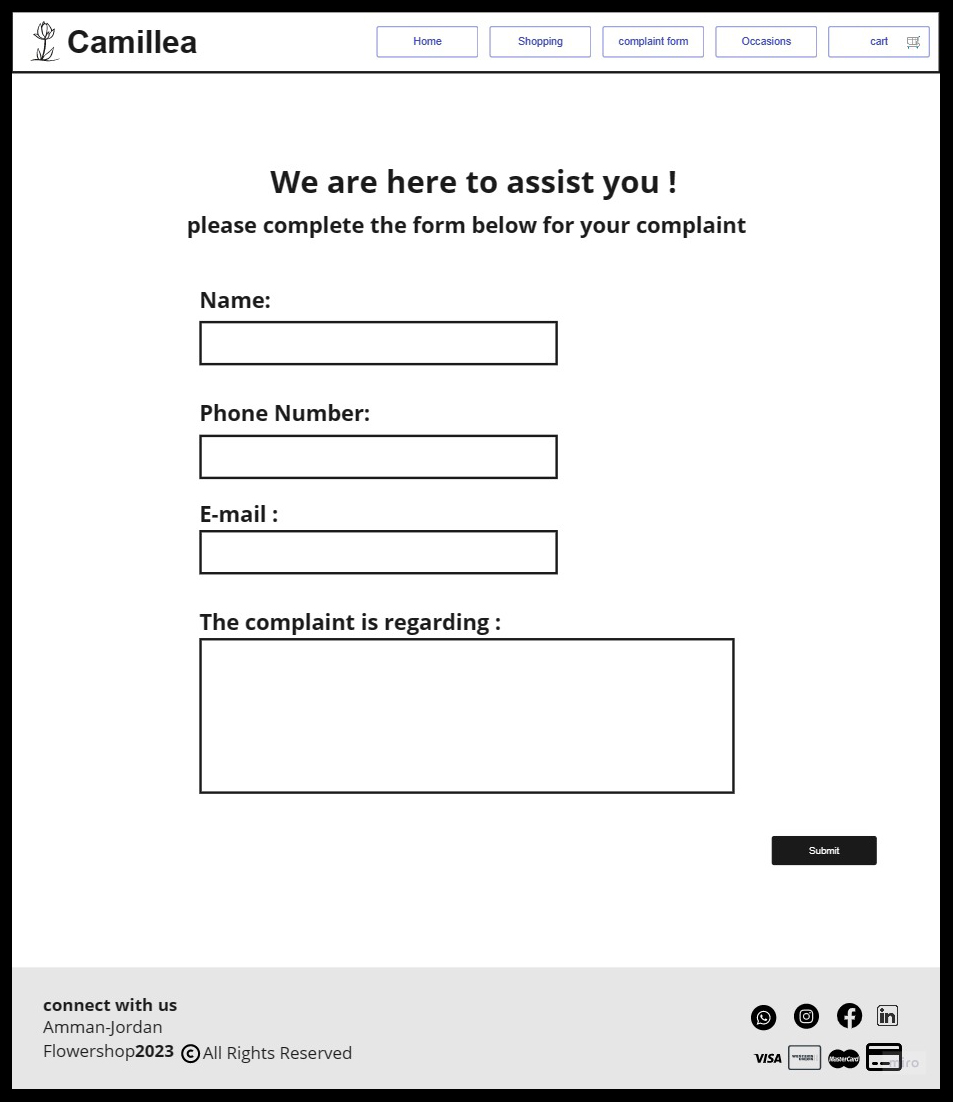 Camillea
Home
Shopping
complaint form
Occasions
cart
We are here to assist you !
please complete the form below for your complaint
Name:
Phone Number:
E-mail :
The complaint is regarding :
Submit
connect with us
Amman-Jordan
Flowershop2023 © All Rights Reserved
in
VISA
MasterCard
miro